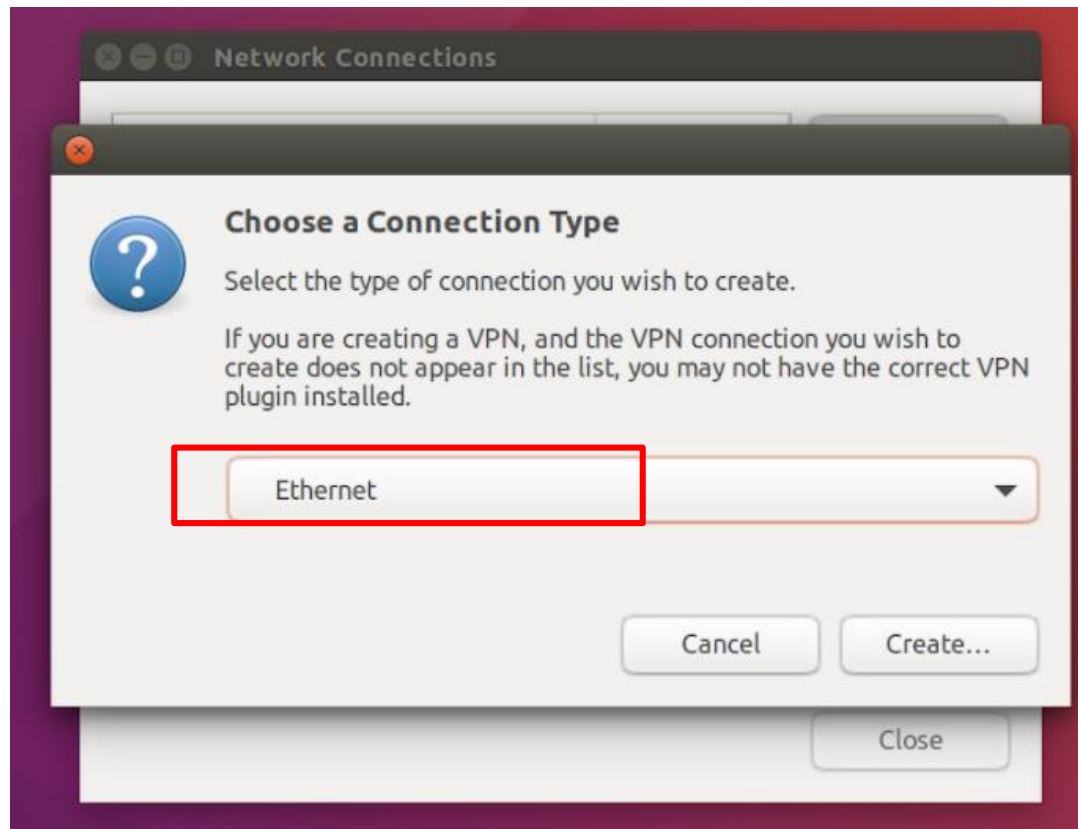 Network Connections
Choose a Connection Type
Select the type of connection you wish to create.
If you are creating a VPN, and the VPN connection you wish to
create does not appear in the list, you may not have the correct VPN
plugin installed.
Ethernet
Cancel
Create...
Close